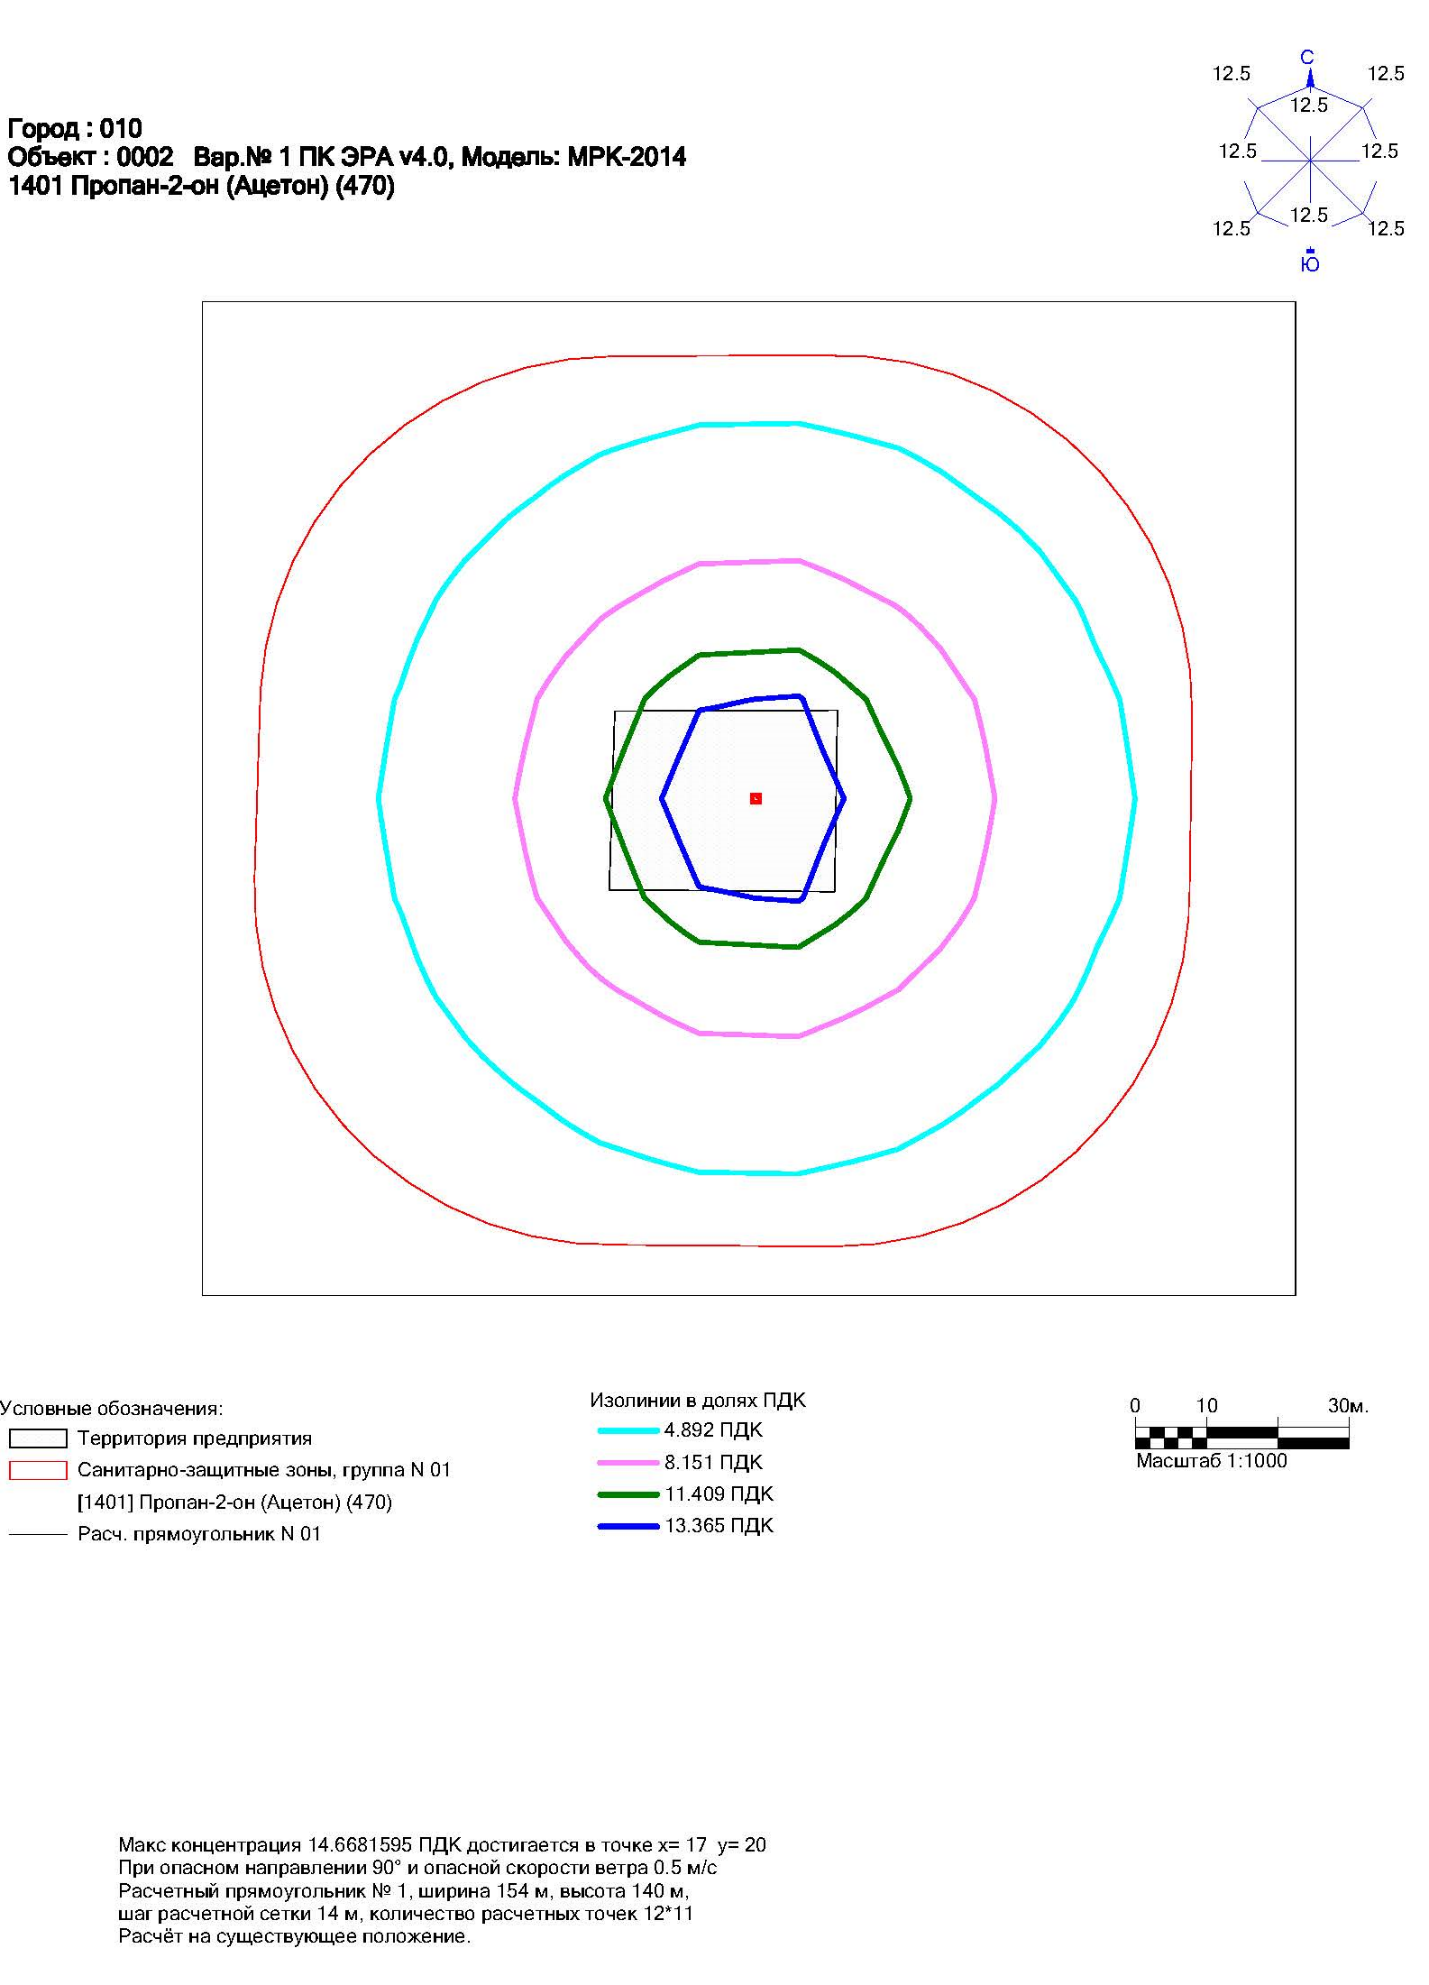 С
12.5 12.5
12.5
12.5 12.5
12.5
12.5 12.5
Ю
Город : 010
Объект : 0002 Вар.№ 1 ПК ЭРА v4.0, Модель: МРК-2014
1401 Пропан-2-он (Ацетон) (470)
Условные обозначения:
Территория предприятия
Санитарно-защитные зоны, группа N 01
[1401] Пропан-2-он (Ацетон) (470)
Расч. прямоугольник N 01
Изолинии в долях ПДК
4.892 ПДК
8.151 ПДК
11.409 ПДК
13.365 ПДК
0 10 30м.
Масштаб 1:1000
Макс концентрация 14.6681595 ПДК достигается в точке x= 17 y= 20
При опасном направлении 90° и опасной скорости ветра 0.5 м/с
Расчетный прямоугольник № 1, ширина 154 м, высота 140 м,
шаг расчетной сетки 14 м, количество расчетных точек 12*11
Расчёт на существующее положение.